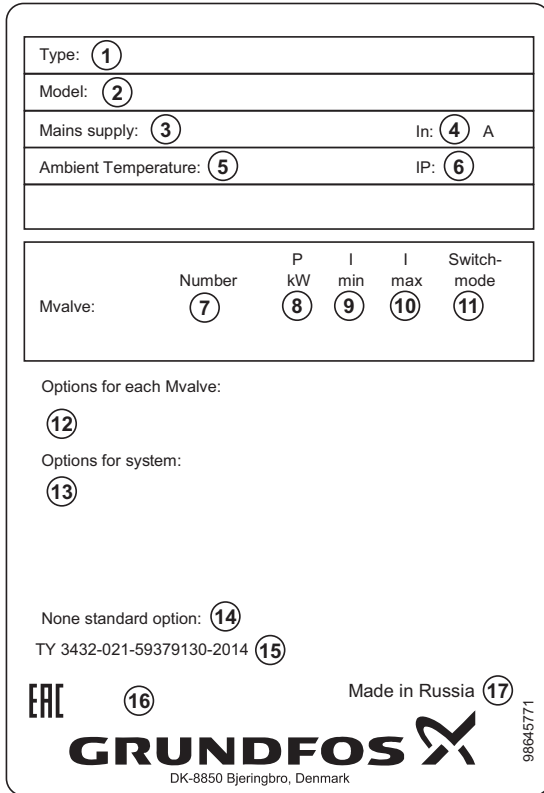 Type: 1
Model: 2
Mains supply: 3 In: 4 A
Ambient Temperature: 5 IP: 6
P I I Switch-
Number kW min max mode
Mvalve: 7 8 9 10 11
Options for each Mvalve:
12
Options for system:
13
None standard option: 14
TY 3432-021-59379130-2014 15
EAC 16 Made in Russia 17
98645771
GRUNDFOS
DK-8850 Bjeringbro, Denmark